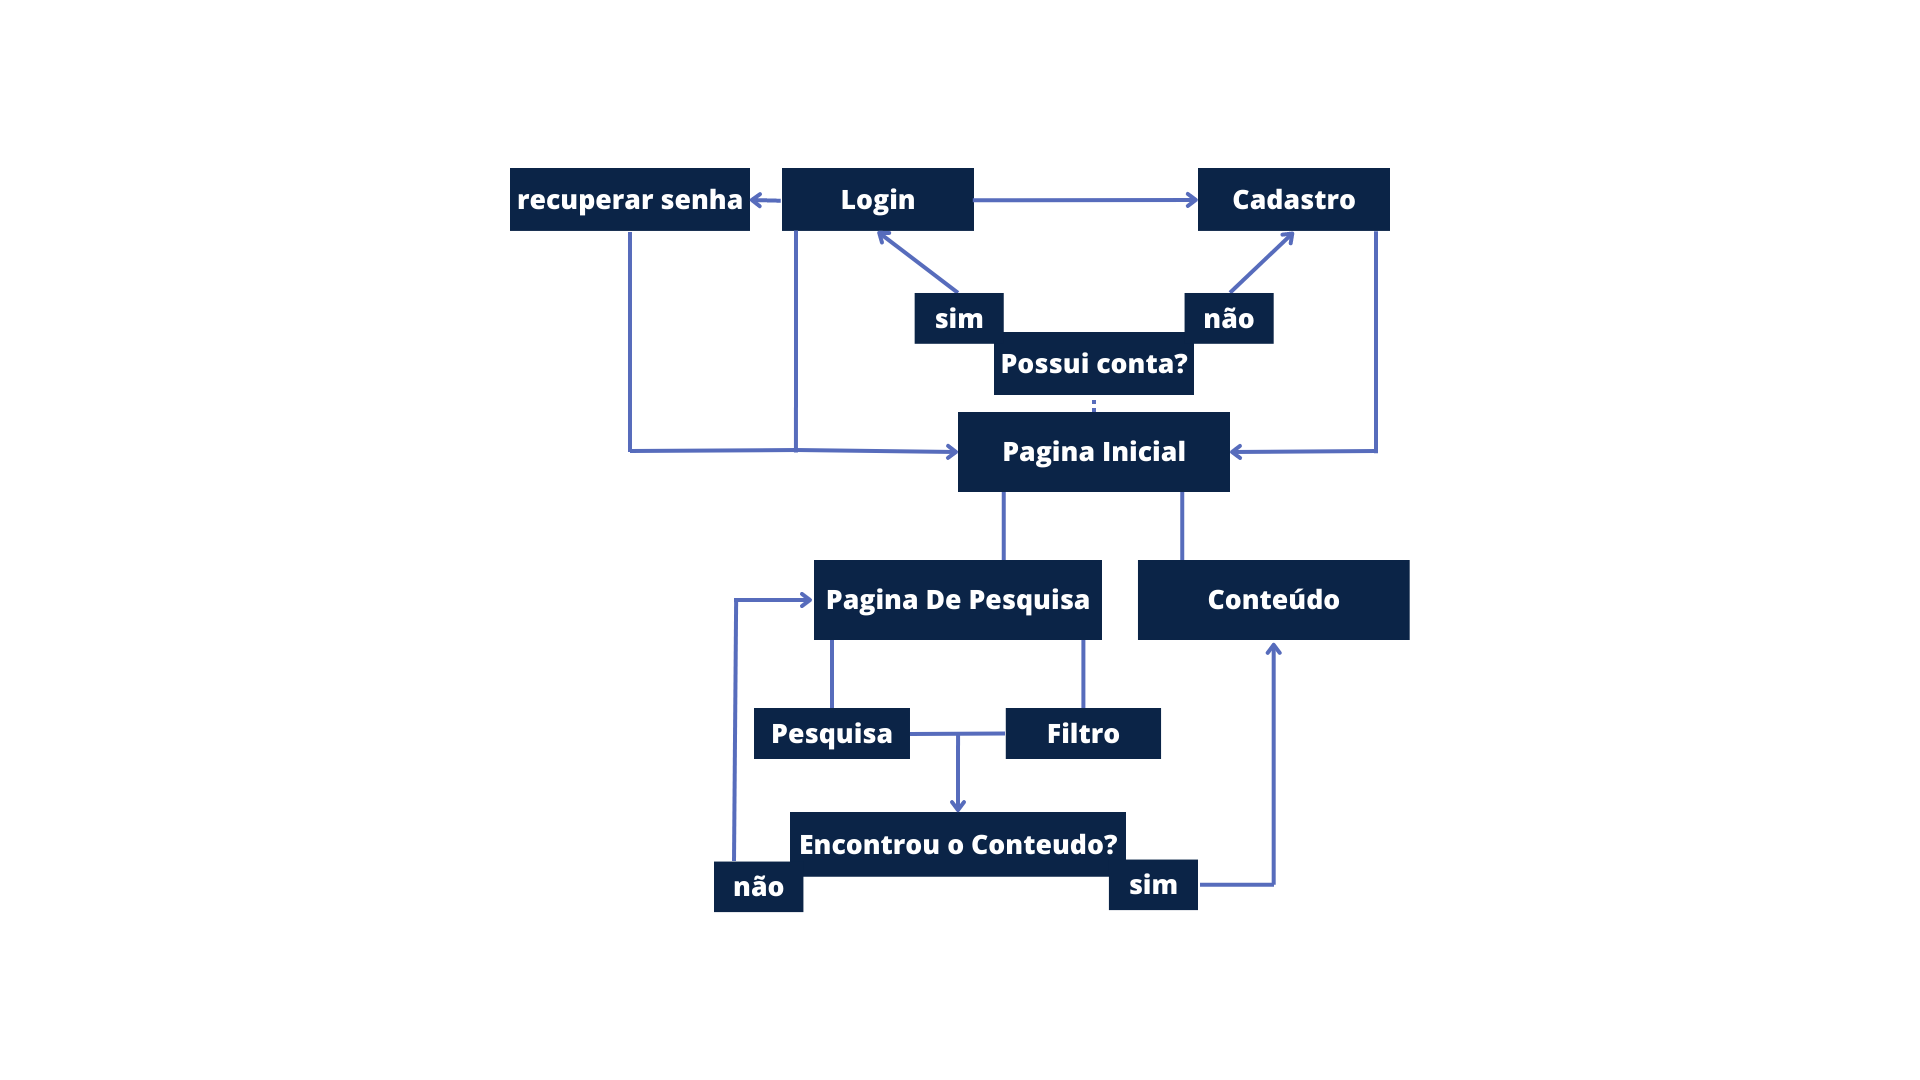 recuperar senha
Login
Cadastro
sim
não
Possui conta?
Pagina Inicial
Pagina De Pesquisa
Conteúdo
Pesquisa
Filtro
Encontrou o Conteudo?
não
sim